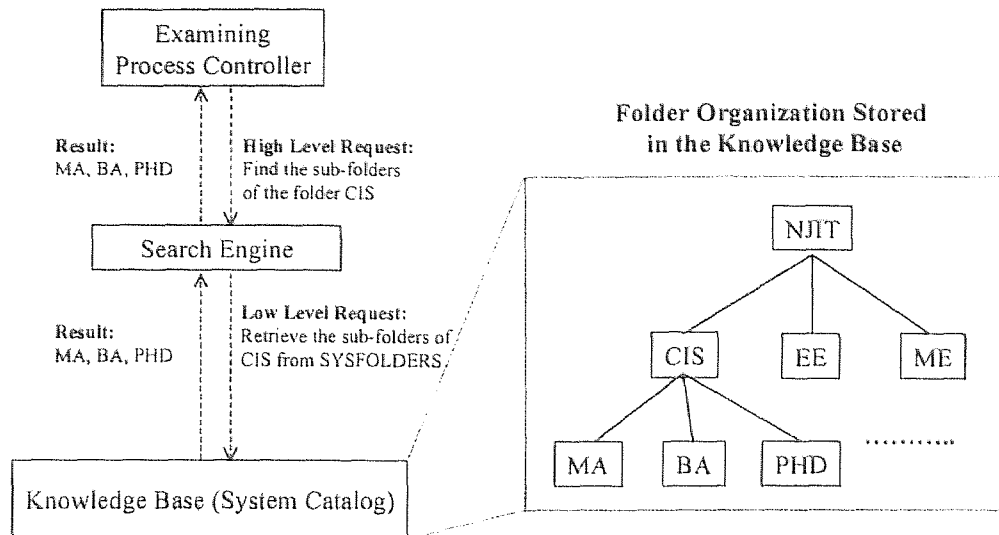 Examining
Process Controller
Result:
MA, BA, PHD
High Level Request:
Find the sub-folders
of the folder CIS
Search Engine
Result:
MA, BA, PHD
Low Level Request:
Retrieve the sub-folders of
CIS from SYSFOLDERS.
Knowledge Base (System Catalog)
Folder Organization Stored
in the Knowledge Base
NJIT
CIS
EE
ME
MA
BA
PHD
..............